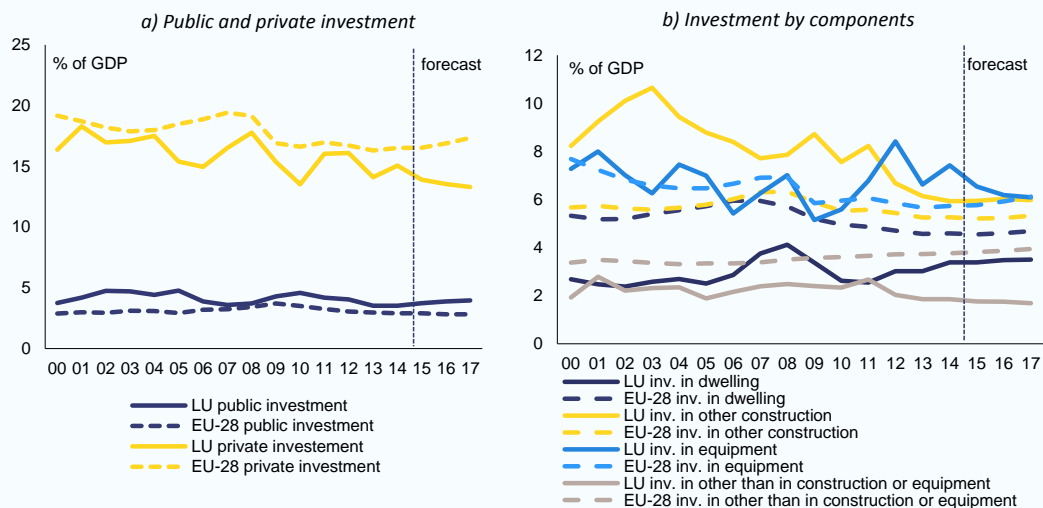 a) Public and private investment
25
% of GDP
forecast
20
15
10
5
0
00 01 02 03 04 05 06 07 08 09 10 11 12 13 14 15 16 17
LU public investment
EU-28 public investment
LU private investement
EU-28 private investment
b) Investment by components
12
% of GDP
forecast
10
8
6
4
2
0
00 01 02 03 04 05 06 07 08 09 10 11 12 13 14 15 16 17
LU inv. in dwelling
EU-28 inv. in dwelling
LU inv. in other construction
EU-28 inv. in other construction
LU inv. in equipment
EU-28 inv. in equipment
LU inv. in other than in construction or equipment
EU-28 inv. in other than in construction or equipment